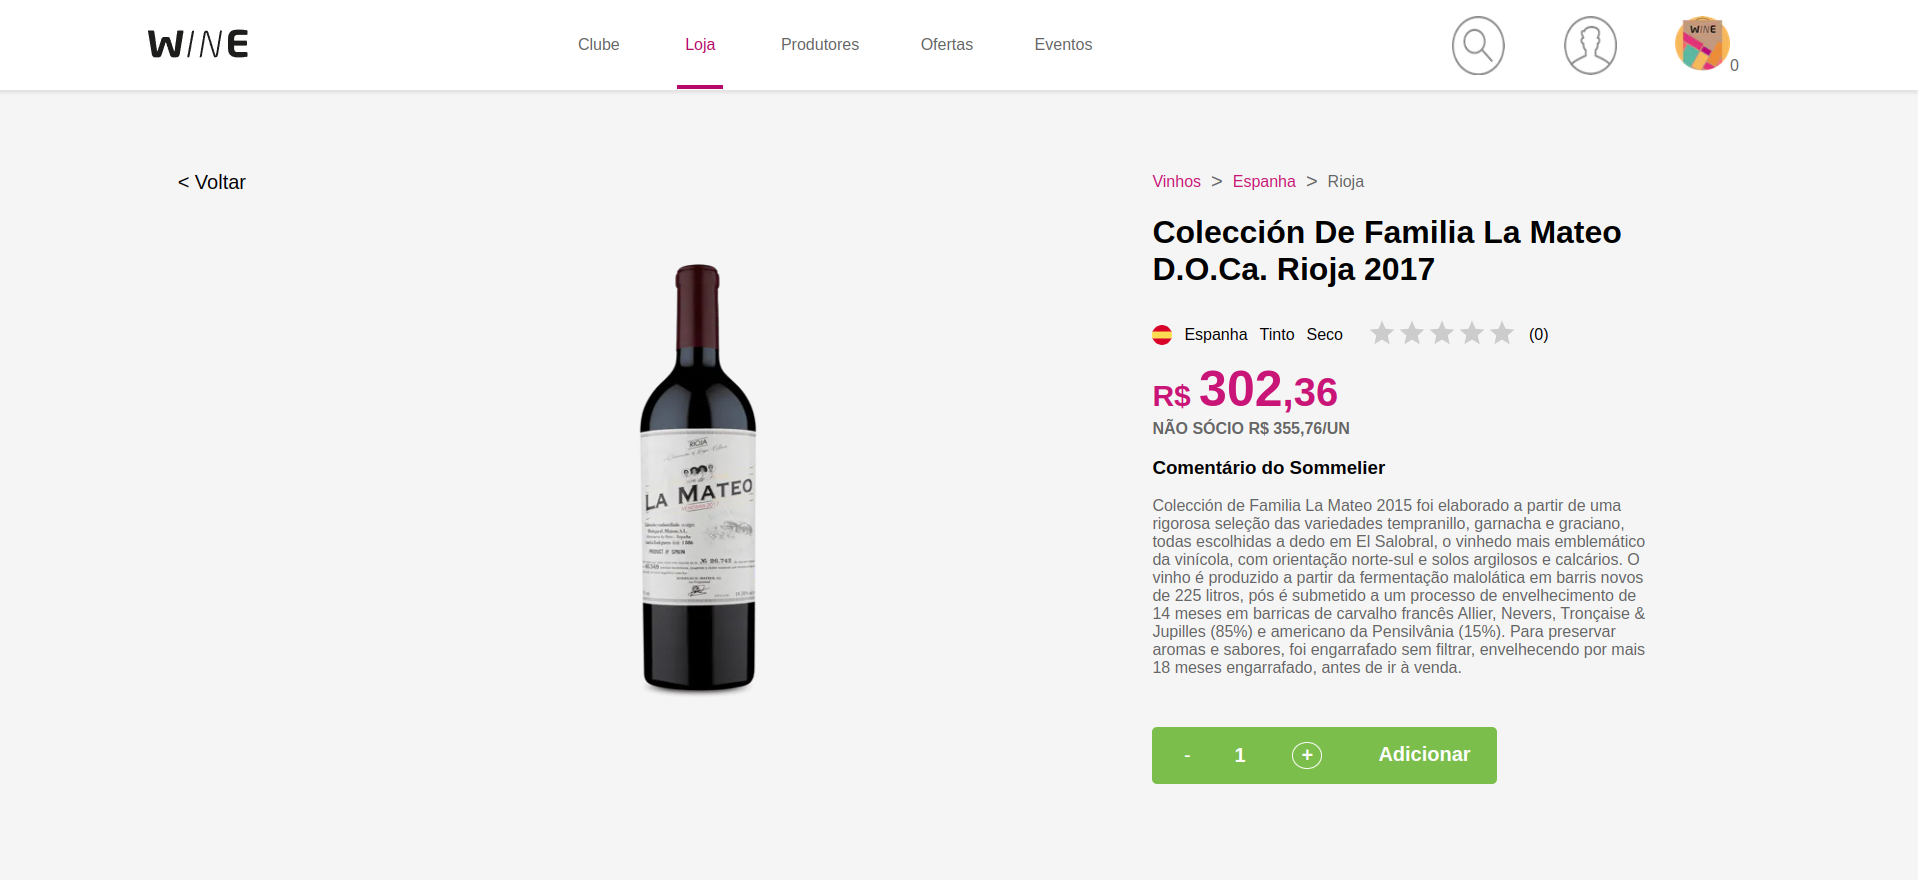 WINE
Clube
Loja
Produtores
Ofertas
Eventos
WINE
0
< Voltar
Vinhos > Espanha > Rioja
Colección De Familia La Mateo
D.O.Ca. Rioja 2017
Espanha Tinto Seco (0)
R$ 302,36
NÃO SÓCIO R$ 355,76/UN
Comentário do Sommelier
Colección de Familia La Mateo 2015 foi elaborado a partir de uma
rigorosa seleção das variedades tempranillo, garnacha e graciano,
todas escolhidas a dedo em El Salobral, o vinhedo mais emblemático
da vinícola, com orientação norte-sul e solos argilosos e calcários. O
vinho é produzido a partir da fermentação malolática em barris novos
de 225 litros, pós é submetido a um processo de envelhecimento de
14 meses em barricas de carvalho francês Allier, Nevers, Tronçaise &
Jupilles (85%) e americano da Pensilvânia (15%). Para preservar
aromas e sabores, foi engarrafado sem filtrar, envelhecendo por mais
18 meses engarrafado, antes de ir à venda.
- 1 + Adicionar
RIOJA
LA MATEO
PRODUCT OF SPAIN